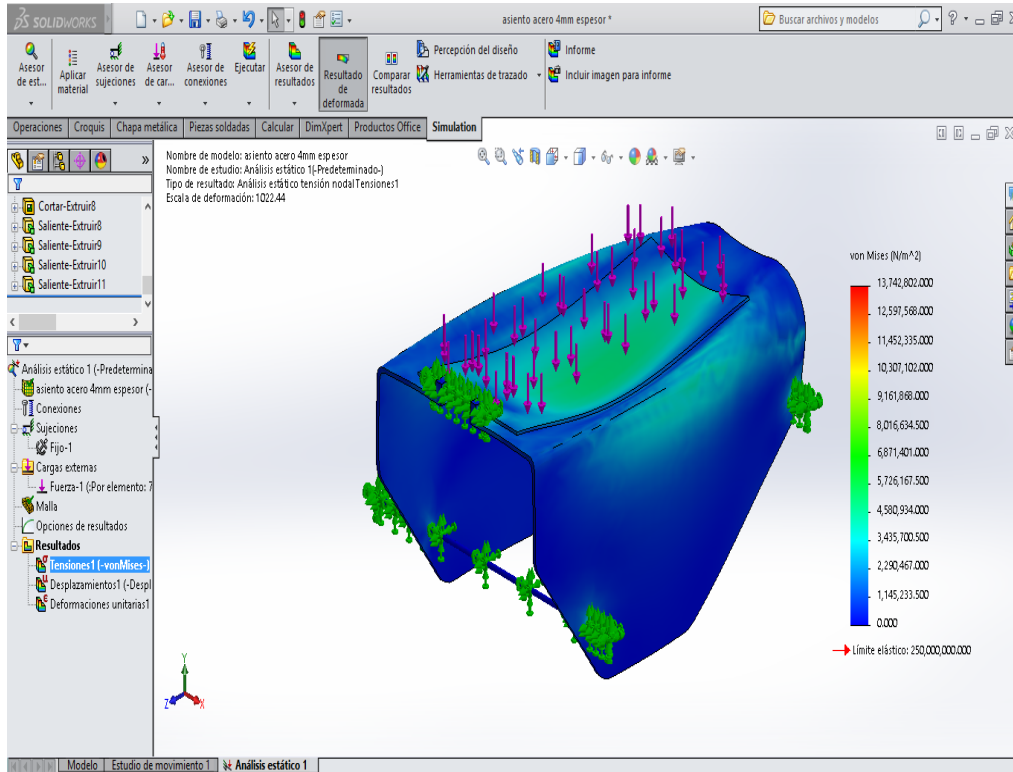 SOLIDWORKS
asiento acero 4mm espesor *
Buscar archivos y modelos
Asesor de est...
Aplicar material
Asesor de sujeciones
Asesor de car...
Asesor de conexiones
Ejecutar
Asesor de resultados
Resultado de deformada
Comparar resultados
Percepción del diseño
Herramientas de trazado
Informe
Incluir imagen para informe
Operaciones Croquis Chapa metálica Piezas soldadas Calcular DimXpert Productos Office Simulation
Cortar-Extruir8
Saliente-Extruir8
Saliente-Extruir9
Saliente-Extruir10
Saliente-Extruir11
Análisis estático 1 (-Predetermina
asiento acero 4mm espesor (-
Conexiones
Sujeciones
Fijo-1
Cargas externas
Fuerza-1 (:Por elemento: 7
Malla
Opciones de resultados
Resultados
Tensiones1 (-vonMises-)
Desplazamientos1 (-Despl
Deformaciones unitarias1
Nombre de modelo: asiento acero 4mm espesor
Nombre de estudio: Análisis estático 1(-Predeterminado-)
Tipo de resultado: Análisis estático tensión nodal Tensiones1
Escala de deformación: 1022.44
von Mises (N/m^2)
13,742,802.000
12,597,568.000
11,452,335.000
10,307,102.000
9,161,868.000
8,016,634.500
6,871,401.000
5,726,167.500
4,580,934.000
3,435,700.500
2,290,467.000
1,145,233.500
0.000
Límite elástico: 250,000,000.000
Y
Z
X
Modelo Estudio de movimiento 1 Análisis estático 1